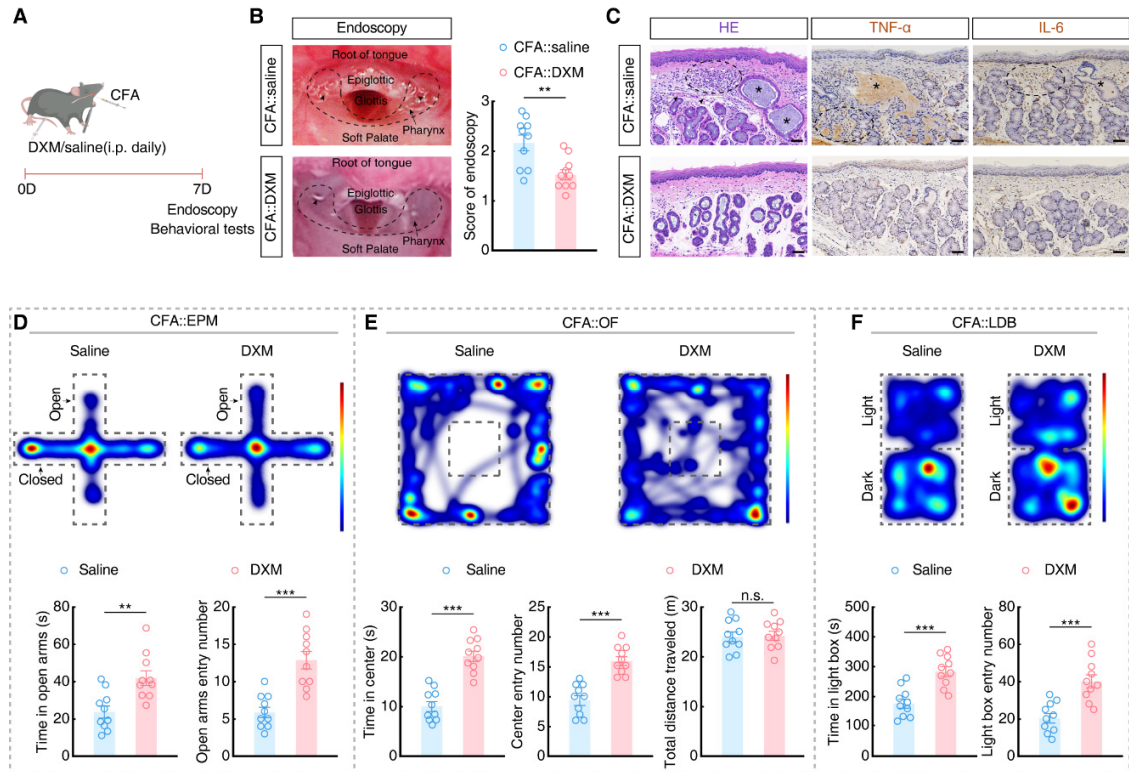 A
CFA
DXM/saline(i.p. daily)
0D
7D
Endoscopy
Behavioral tests
B
Endoscopy
CFA::saline
Root of tongue
Epiglottic
Glottis
Pharynx
Soft Palate
CFA::DXM
Root of tongue
Epiglottic
Glottis
Pharynx
Soft Palate
CFA::saline
CFA::DXM
**
Score of endoscopy
3
2
1
0
C
HE
TNF-α
IL-6
CFA::saline
*
*
*
*
CFA::DXM
D
CFA::EPM
Saline
DXM
Open
Closed
Open
Closed
Saline
DXM
Time in open arms (s)
80
60
40
20
0
**
Open arms entry number
20
15
10
5
0
***
E
CFA::OF
Saline
DXM
Saline
DXM
Time in center (s)
30
20
10
0
***
Center entry number
25
20
15
10
5
0
***
Total distance traveled (m)
30
20
10
0
n.s.
F
CFA::LDB
Saline
DXM
Light
Dark
Light
Dark
Saline
DXM
Time in light box (s)
500
400
300
200
100
0
***
Light box entry number
80
60
40
20
0
***